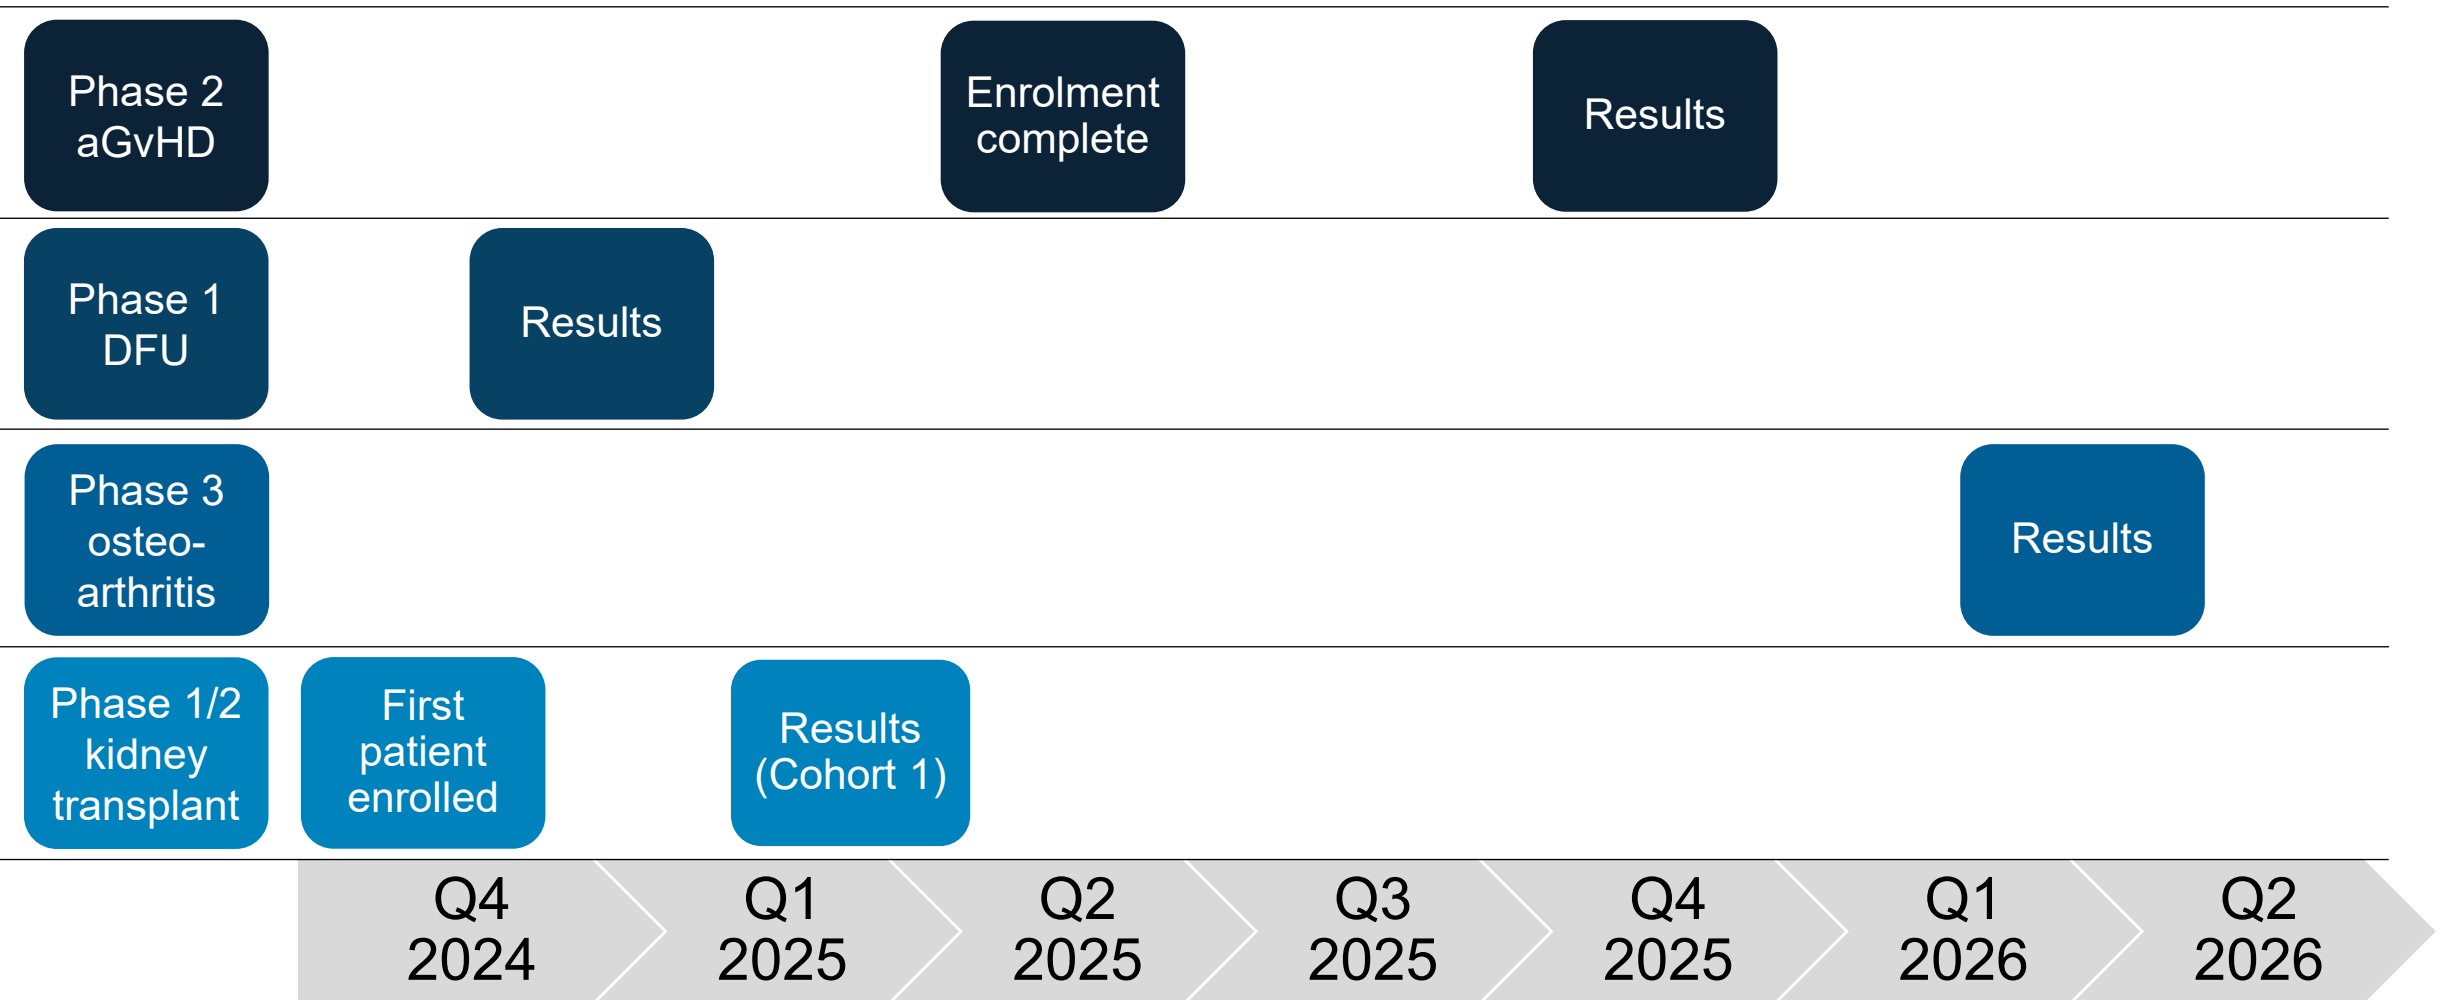 Phase 2
aGvHD
Enrolment
complete
Results
Phase 1
DFU
Results
Phase 3
osteo-
arthritis
Results
Phase 1/2
kidney
transplant
First
patient
enrolled
Results
(Cohort 1)
Q4
2024
Q1
2025
Q2
2025
Q3
2025
Q4
2025
Q1
2026
Q2
2026